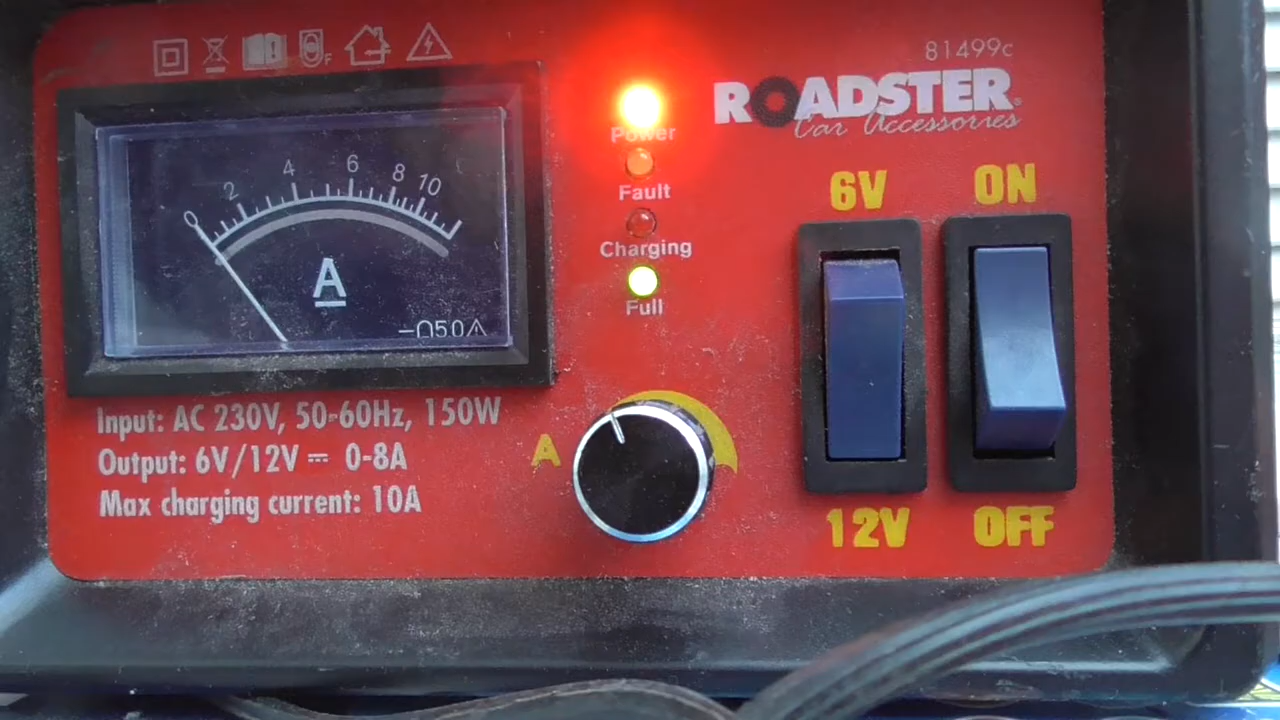 81499c
ROADSTER
Car Accessories
0 2 4 6 8 10
A
50
F
Power
Fault
Charging
Full
6V
ON
Input: AC 230V, 50-60Hz, 150W
Output: 6V/12V 0-8A
Max charging current: 10A
A
12V
OFF